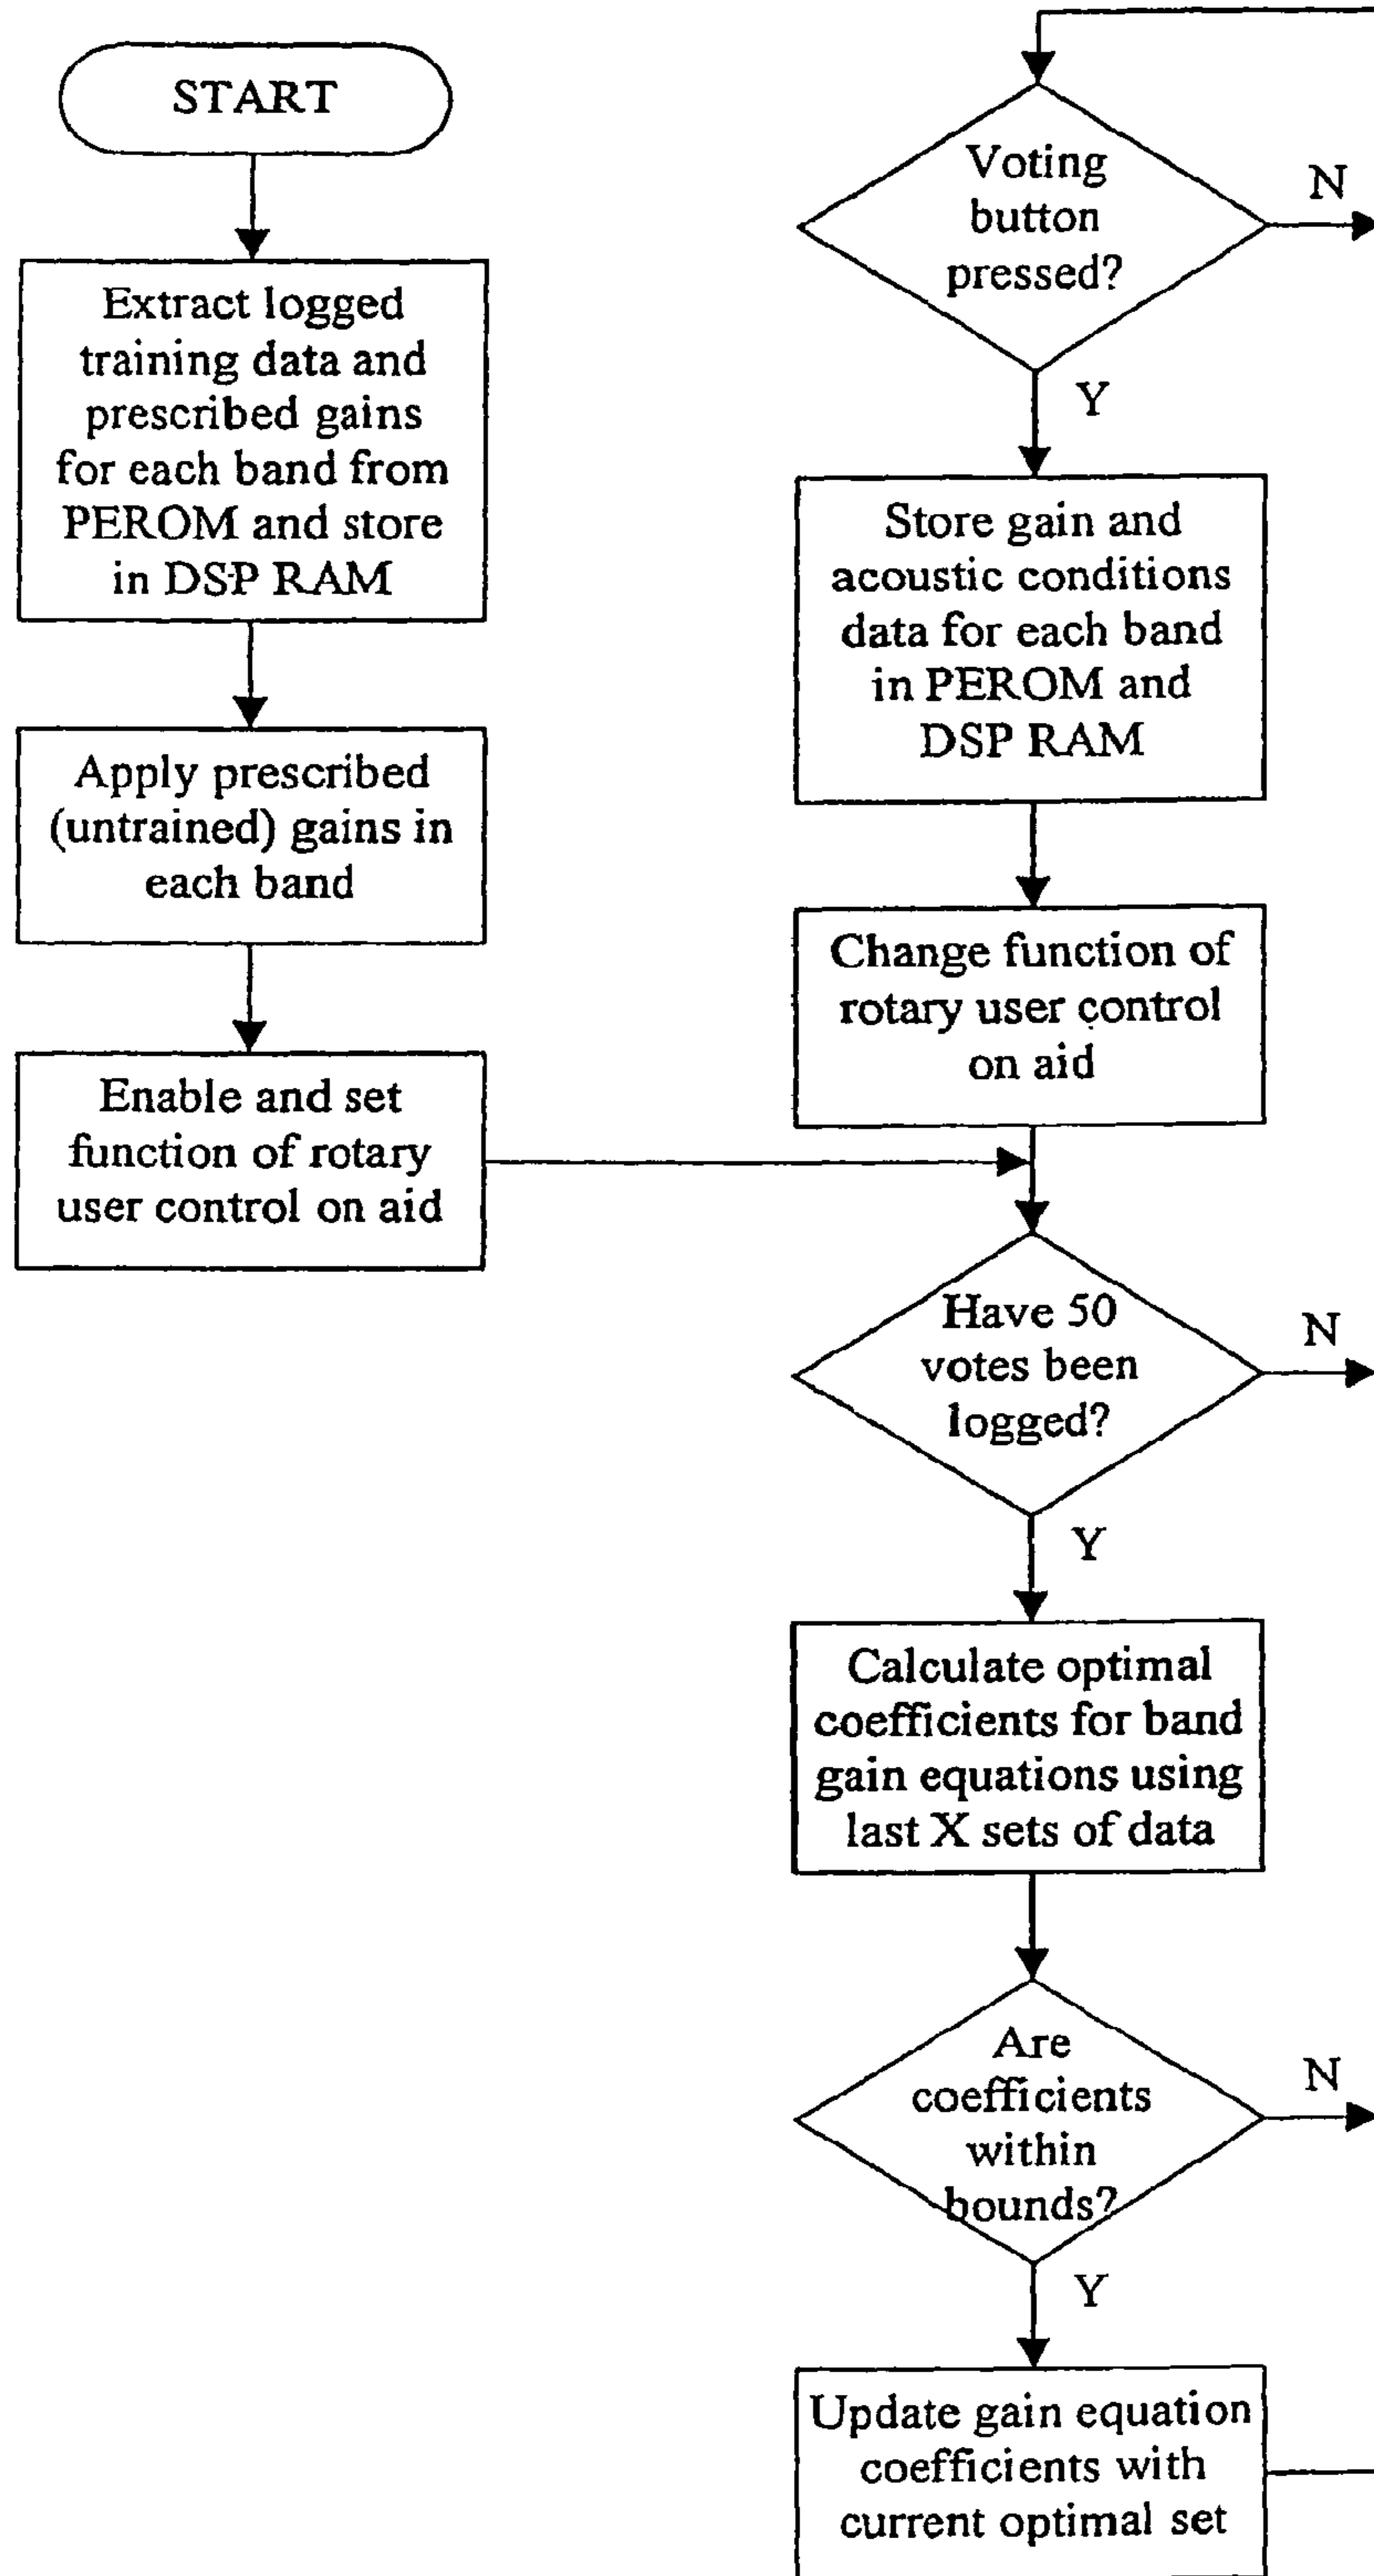 START
Extract logged
training data and
prescribed gains
for each band from
PEROM and store
in DSP RAM
Apply prescribed
(untrained) gains in
each band
Enable and set
function of rotary
user control on aid
Voting
button
pressed?
N
Y
Store gain and
acoustic conditions
data for each band
in PEROM and
DSP RAM
Change function of
rotary user control
on aid
Have 50
votes been
logged?
N
Y
Calculate optimal
coefficients for band
gain equations using
last X sets of data
Are
coefficients
within
bounds?
N
Y
Update gain equation
coefficients with
current optimal set